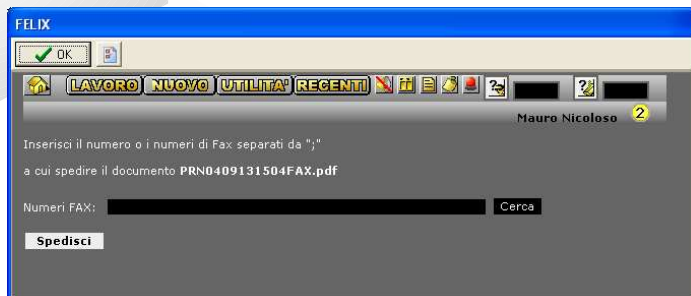 FELIX
OK
LAVORO NUOVO UTILITA' RECENTI
Mauro Nicoloso 2
Inserisci il numero o i numeri di Fax separati da ";"
a cui spedire il documento PRN0409131504FAX.pdf
Numeri FAX: Cerca
Spedisci